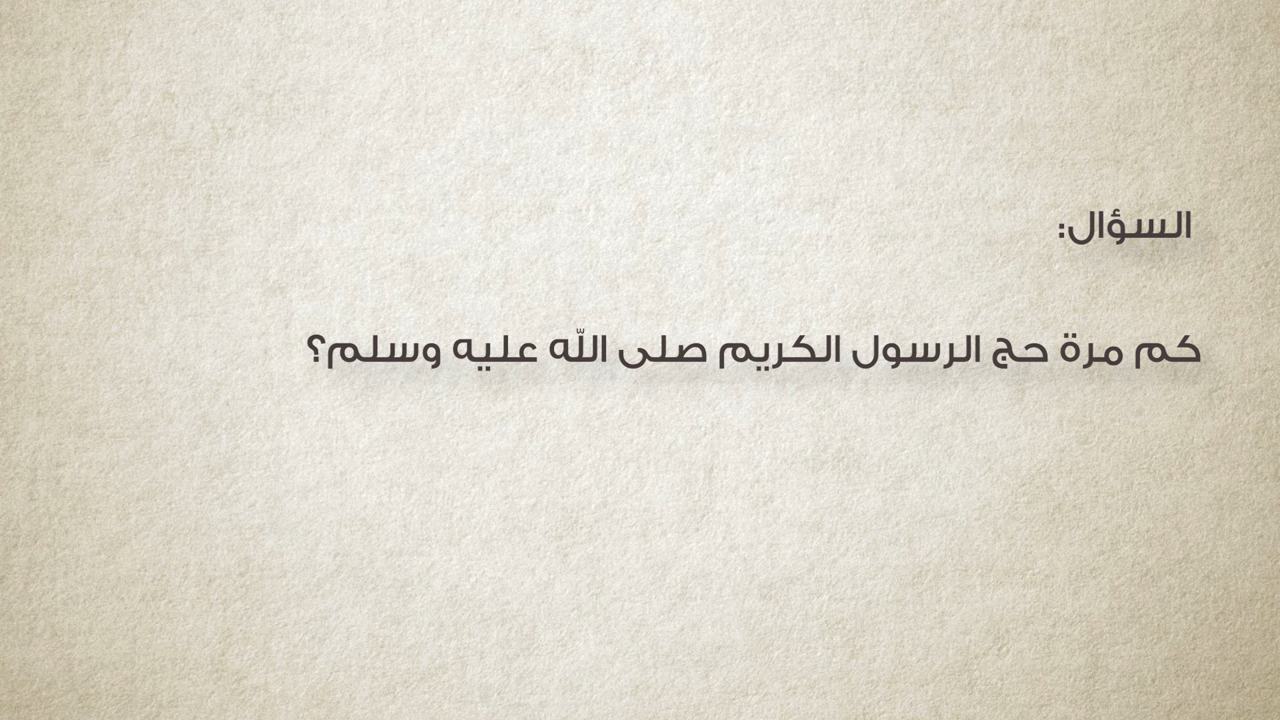 السؤال:
كم مرة حج الرسول الكريم صلى الله عليه وسلم؟